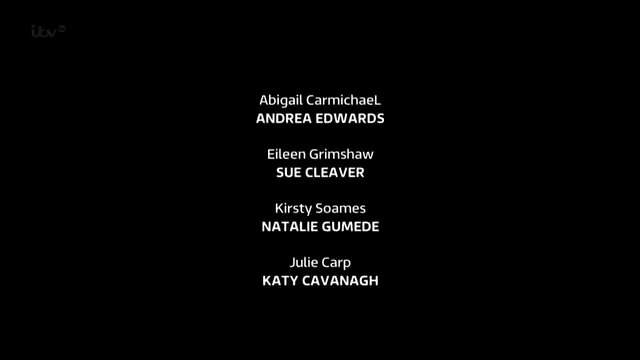 itv
Abigail CarmichaeL
ANDREA EDWARDS
Eileen Grimshaw
SUE CLEAVER
Kirsty Soames
NATALIE GUMEDE
Julie Carp
KATY CAVANAGH